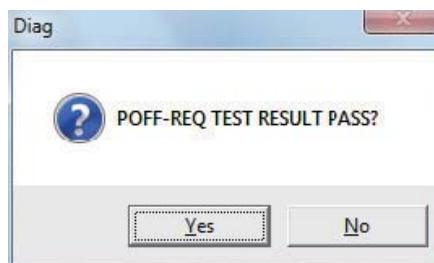 Diag
POFF-REQ TEST RESULT PASS?
Yes
No